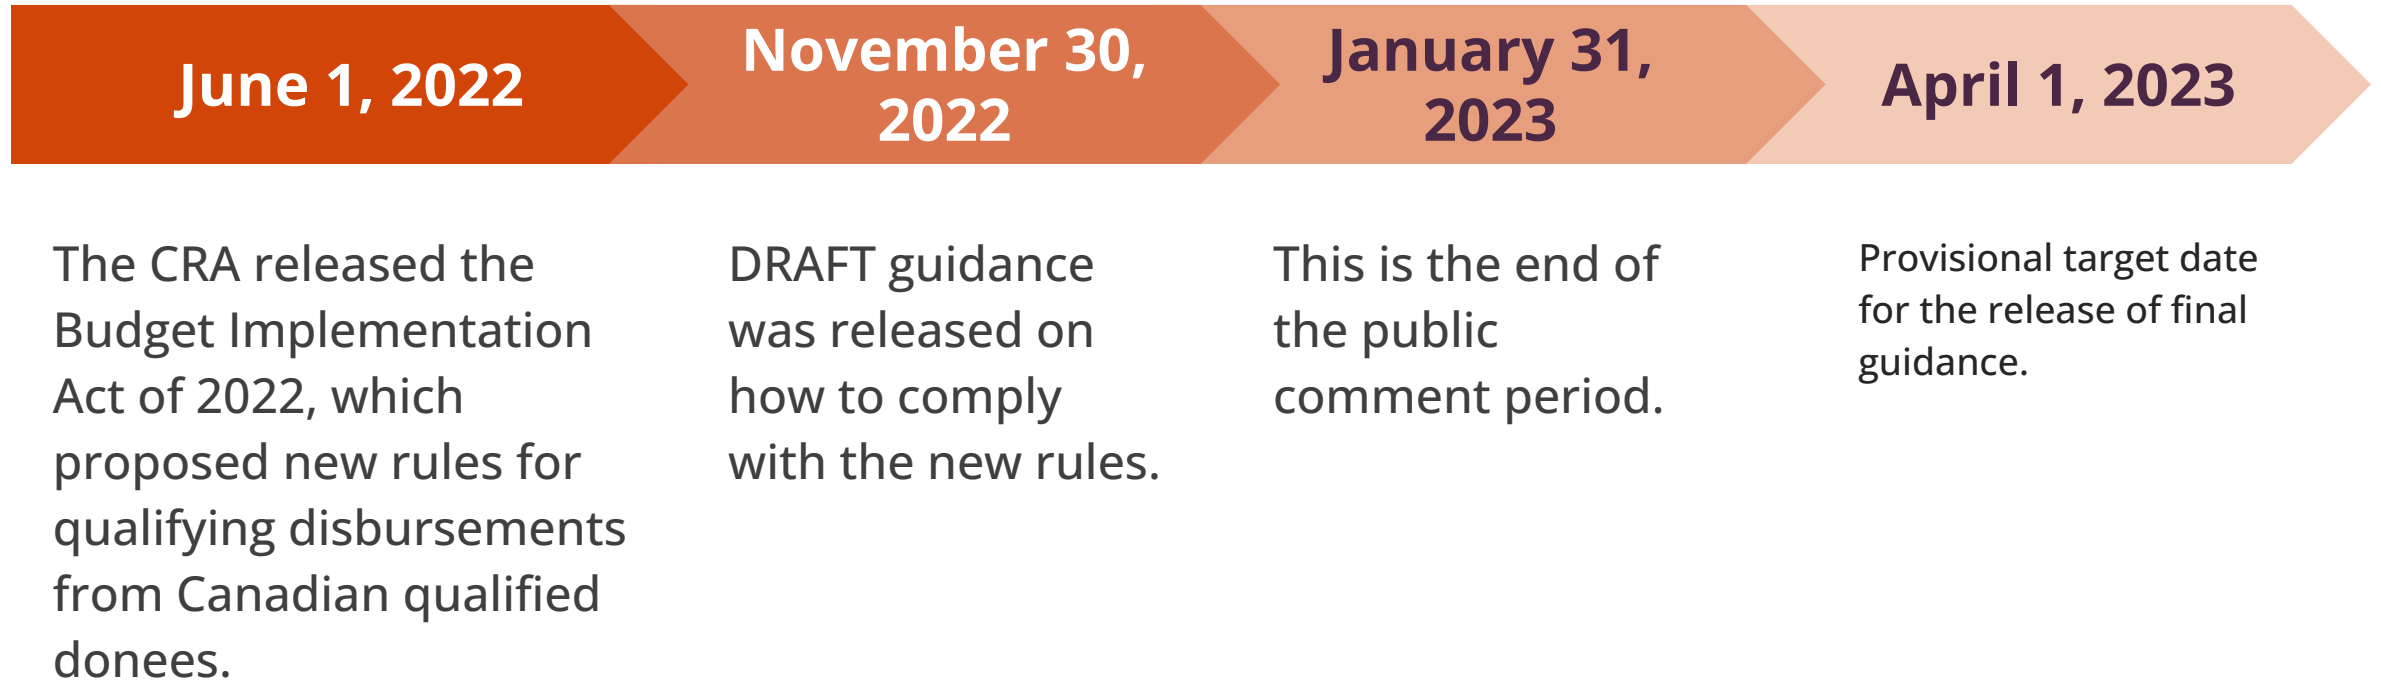 June 1, 2022
November 30,
2022
January 31,
2023
April 1, 2023
The CRA released the
Budget Implementation
Act of 2022, which
proposed new rules for
qualifying disbursements
from Canadian qualified
donees.
DRAFT guidance
was released on
how to comply
with the new rules.
This is the end of
the public
comment period.
Provisional target date
for the release of final
guidance.